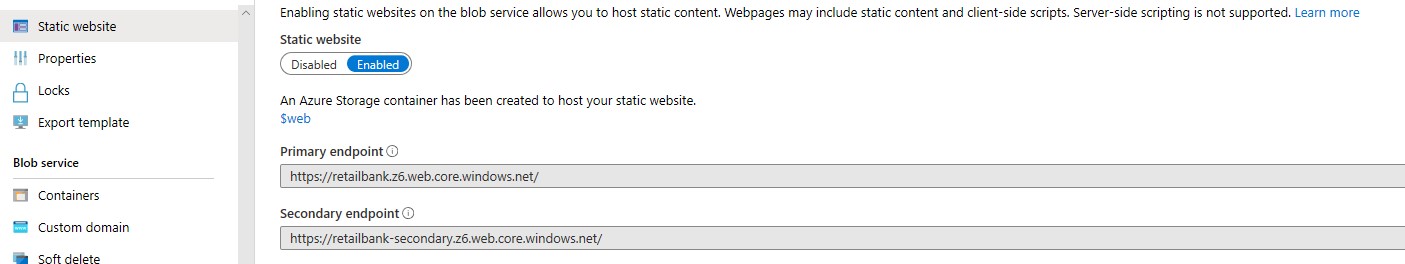 Static website
Properties
Locks
Export template
Blob service
Containers
Custom domain
Soft delete
Enabling static websites on the blob service allows you to host static content. Webpages may include static content and client-side scripts. Server-side scripting is not supported. Learn more
Static website
Disabled Enabled
An Azure Storage container has been created to host your static website.
$web
Primary endpoint
https://retailbank.z6.web.core.windows.net/
Secondary endpoint
https://retailbank-secondary.z6.web.core.windows.net/